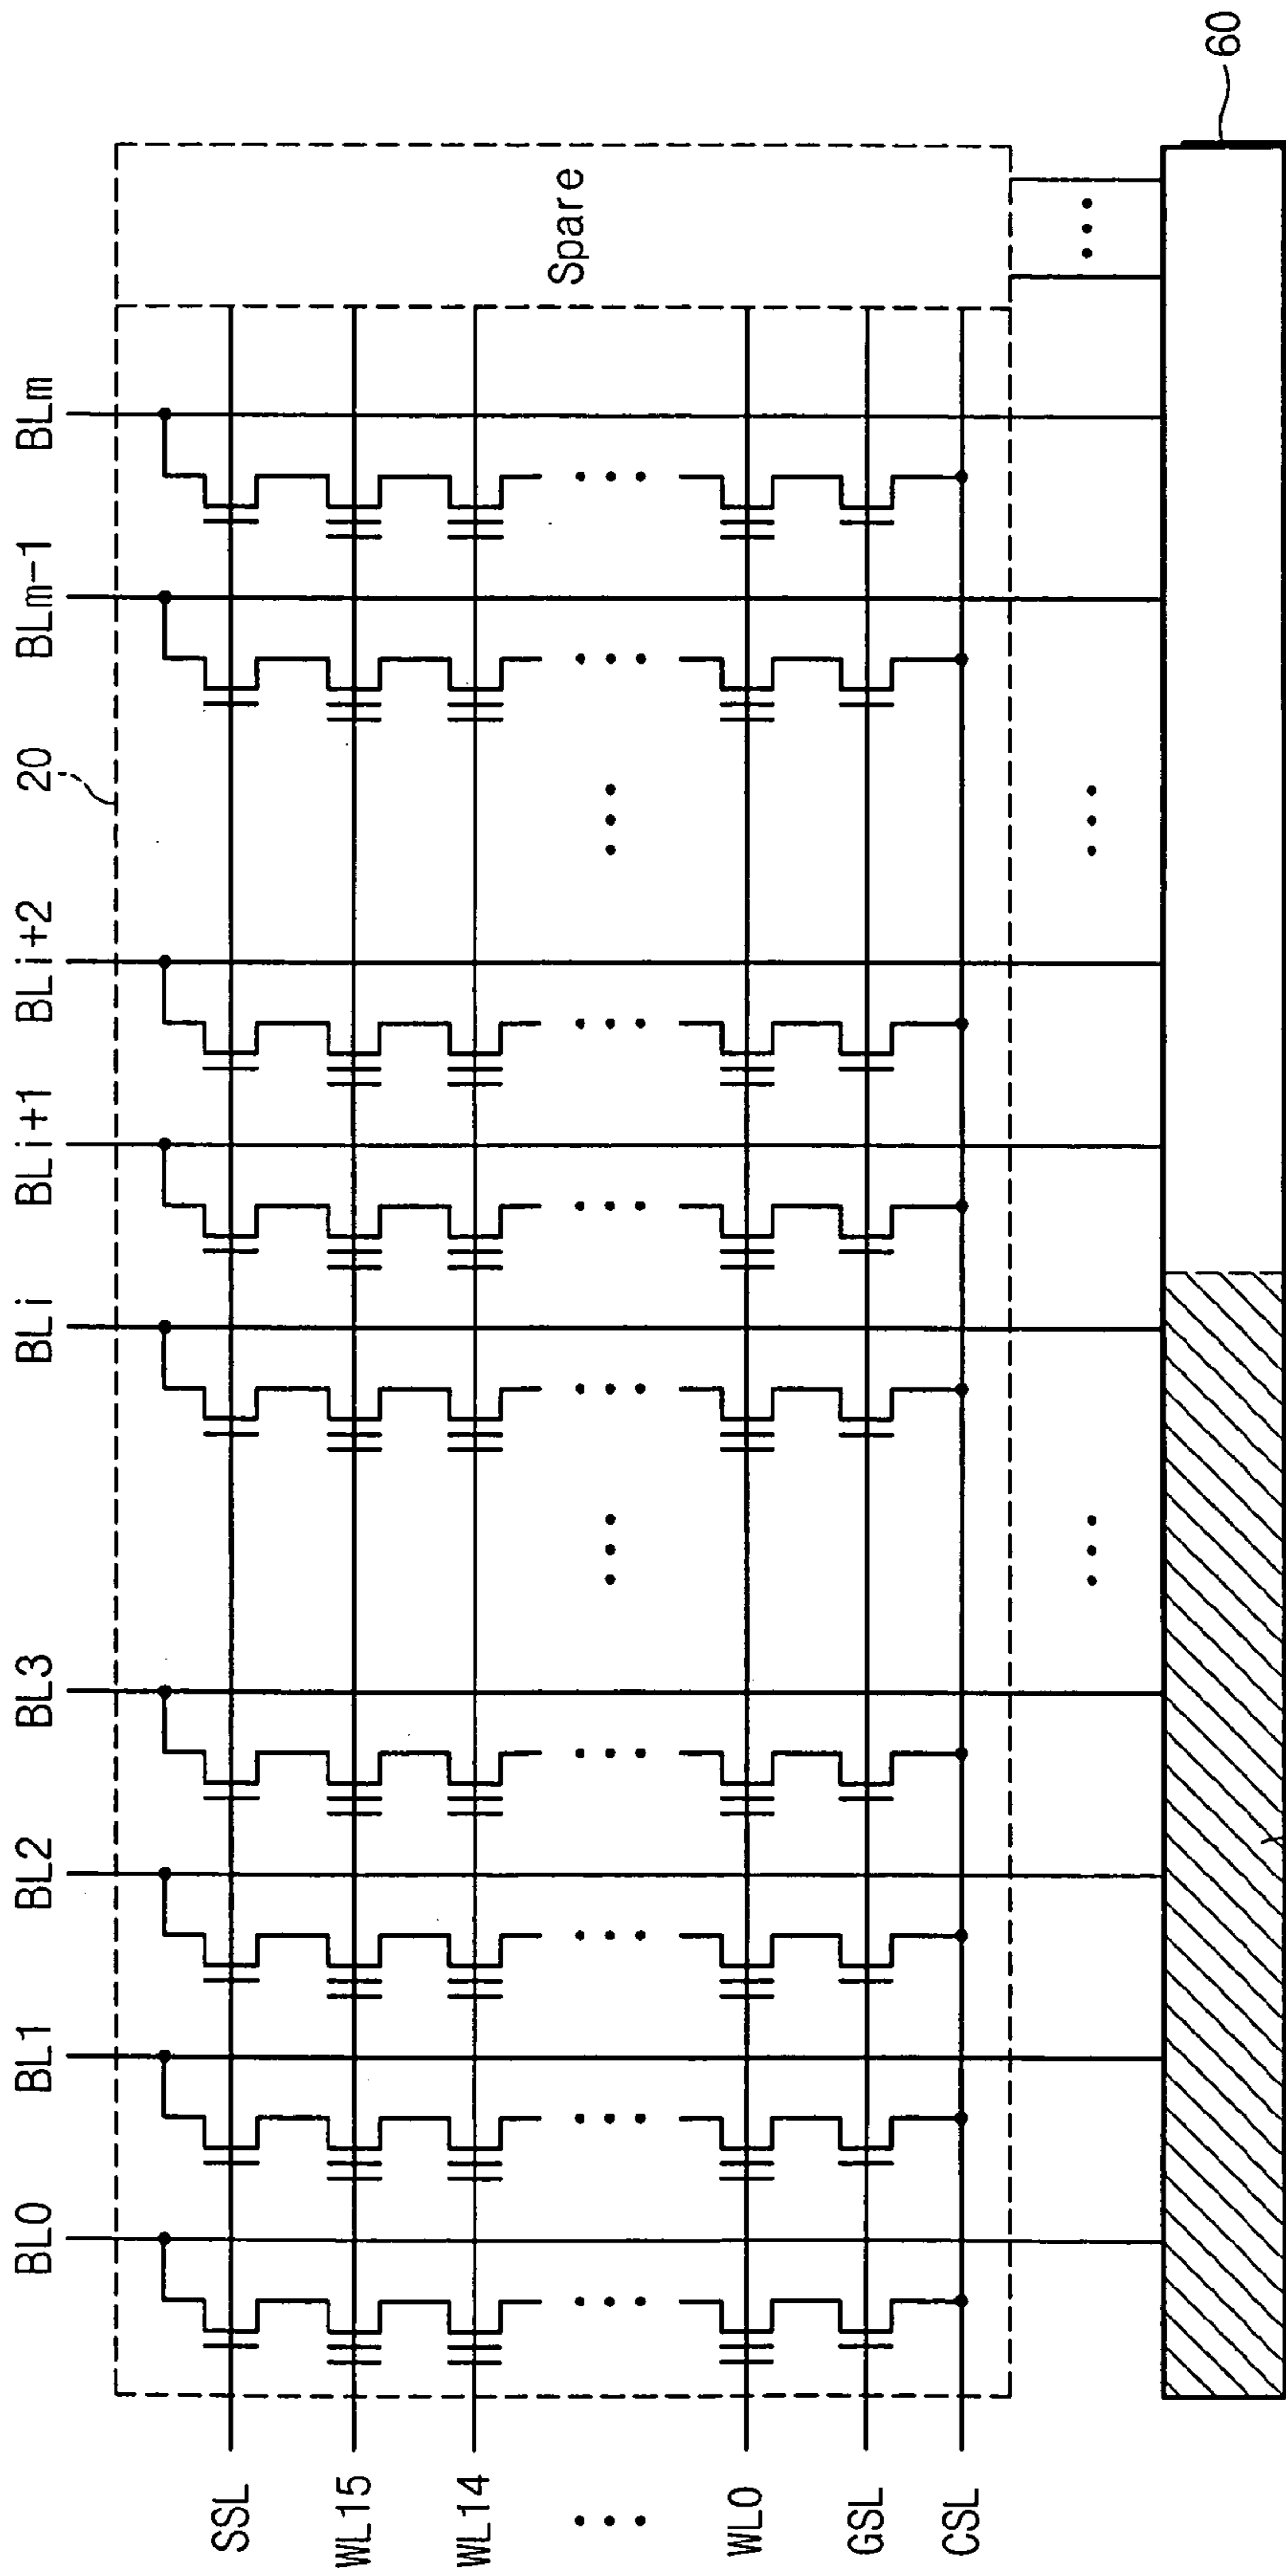 BL0 BL1 BL2 BL3 BLi BLi+1 BLi+2 20 BLm-1 BLm
SSL
WL15
WL14
Spare
WL0
GSL
CSL
60